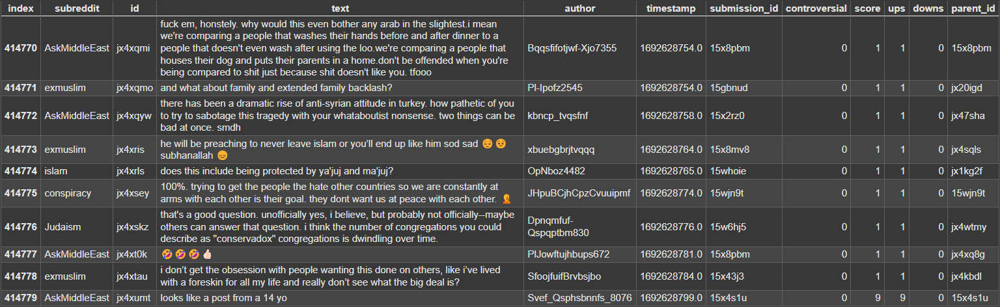 index subreddit id text author timestamp submission_id controversial score ups downs parent_id
fuck em, honstely. why would this even bother any arab in the slightest.i mean
we're comparing a people that washes their hands before and after dinner to a
414770 AskMiddleEast jx4xqmi people that doesn't even wash after using the loo.we're comparing a people that Bqqsfifotjwf-Xjo7355 1692628754.0 15x8pbm 0 1 1 0 15x8pbm
houses their dog and puts their parents in a home.don't be offended when you're
being compared to shit just because shit doesn't like you. tfooo
414771 exmuslim jx4xqmo and what about family and extended family backlash? Pl-Ipofz2545 1692628754.0 15gbnud 0 1 1 0 jx20igd
there has been a dramatic rise of anti-syrian attitude in turkey. how pathetic of you
414772 AskMiddleEast jx4xqyw to try to sabotage this tragedy with your whataboutist nonsense. two things can be kbncp_tvqsfnf 1692628758.0 15x2rz0 0 1 1 0 jx47sha
bad at once. smdh
414773 exmuslim jx4xris he will be preaching to never leave islam or you’ll end up like him sod sad 😔 😣 xbuebgbrjtvqqq 1692628764.0 15x8mv8 0 1 1 0 jx4sqls
subhanallah 😞
414774 islam jx4xrls does this include being protected by ya'juj and ma'juj? OpNboz4482 1692628765.0 15whoie 0 1 1 0 jx1kg2f
414775 conspiracy jx4xsey 100%. trying to get the people the hate other countries so we are constantly at JHpuBCjhCpzCvuuipmf 1692628774.0 15wjn9t 0 1 1 0 15wjn9t
arms with each other is their goal. they dont want us at peace with each other. 🤦
that's a good question. unofficially yes, i believe, but probably not officially--maybe Dpnqmfuf-
414776 Judaism jx4xskz others can answer that question. i think the number of congregations you could Qspqptbm830 1692628776.0 15w6hj5 0 1 1 0 jx4wtmy
describe as "conservadox" congregations is dwindling over time.
414777 AskMiddleEast jx4xt0k 🤣 🤣 🤣 👍🏻 PlJowftujhbups672 1692628781.0 15x8pbm 0 1 1 0 jx4xq8g
414778 exmuslim jx4xtau i don’t get the obsession with people wanting this done on others, like i’ve lived SfoojfuifBrvbsjbo 1692628784.0 15x43j3 0 1 1 0 jx4kbdl
with a foreskin for all my life and really don’t see what the big deal is?
414779 AskMiddleEast jx4xumt looks like a post from a 14 yo Svef_Qsphsbnnfs_8076 1692628799.0 15x4s1u 0 9 9 0 15x4s1u